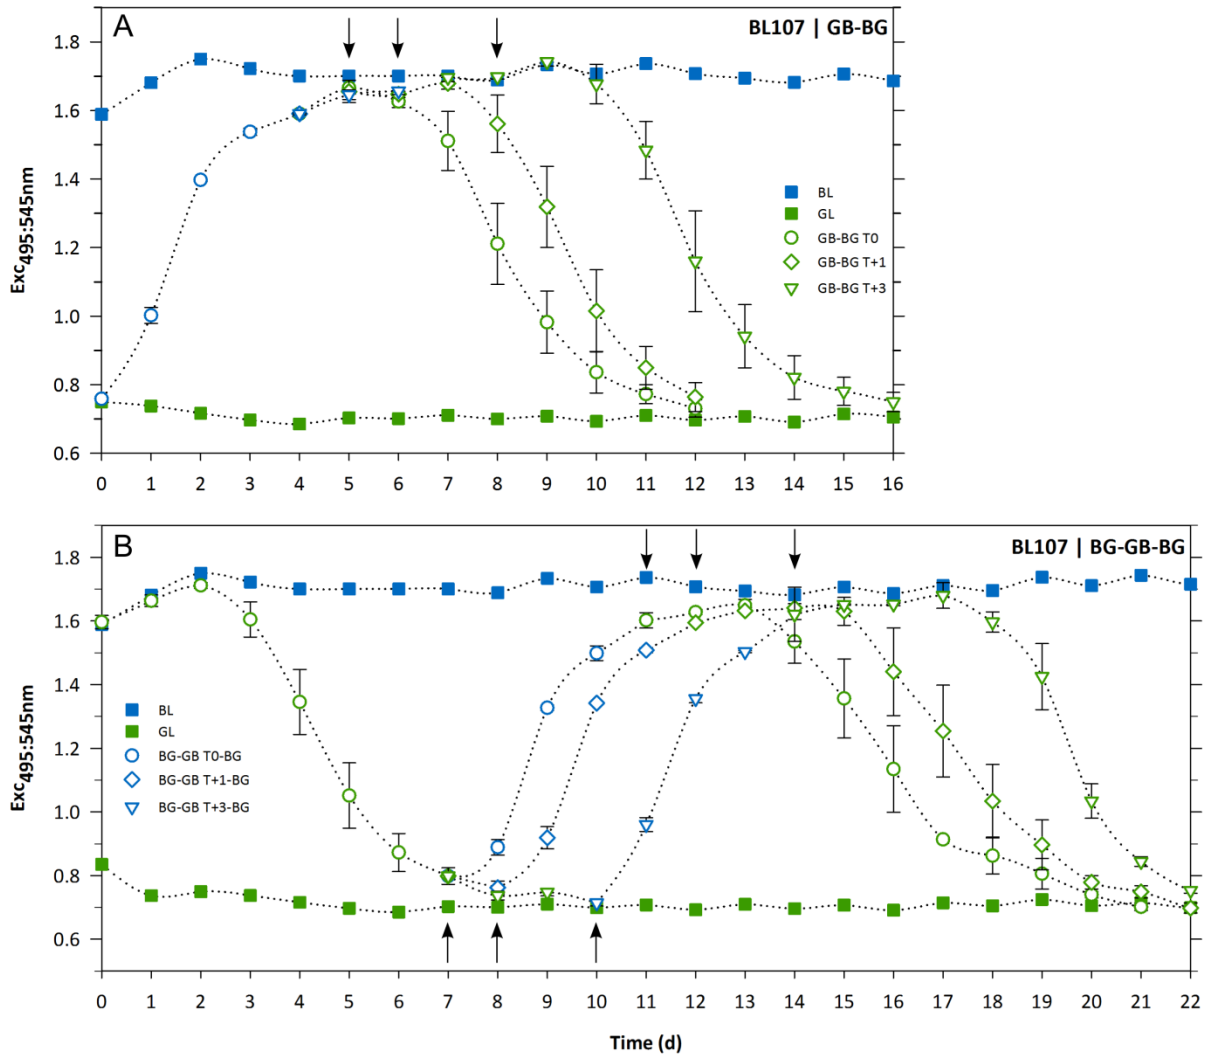 A
BL107 | GB-BG
1.8
1.6
1.4
1.2
1.0
0.8
0.6
Exc495:545nm
BL
GL
GB-BG T0
GB-BG T+1
GB-BG T+3
0 1 2 3 4 5 6 7 8 9 10 11 12 13 14 15 16
B
BL107 | BG-GB-BG
1.8
1.6
1.4
1.2
1.0
0.8
0.6
Exc495:545nm
BL
GL
BG-GB T0-BG
BG-GB T+1-BG
BG-GB T+3-BG
0 1 2 3 4 5 6 7 8 9 10 11 12 13 14 15 16 17 18 19 20 21 22
Time (d)